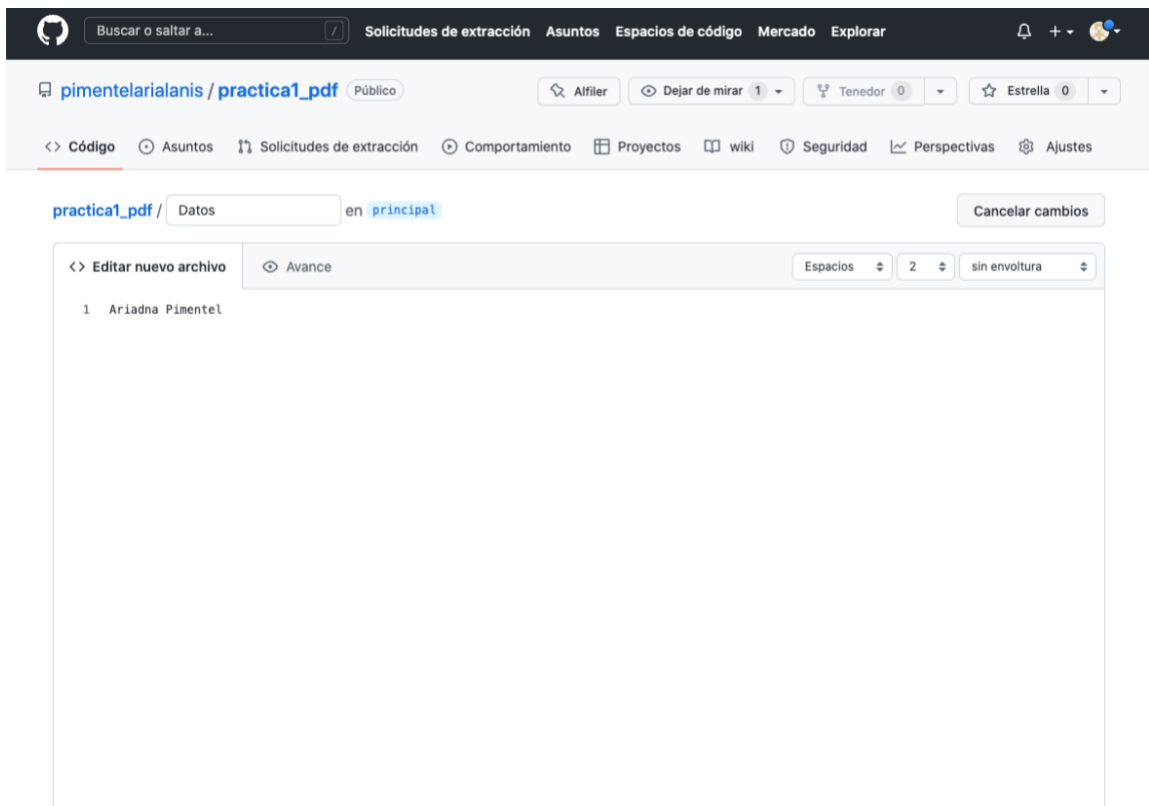 Buscar o saltar a... / Solicitudes de extracción Asuntos Espacios de código Mercado Explorar
pimentelarialanis / practica1_pdf Público Alfiler Dejar de mirar 1 Tenedor 0 Estrella 0
<> Código Asuntos Solicitudes de extracción Comportamiento Proyectos wiki Seguridad Perspectivas Ajustes
practica1_pdf / Datos en principal Cancelar cambios
<> Editar nuevo archivo Avance Espacios 2 sin envoltura
1 Ariadna Pimentel